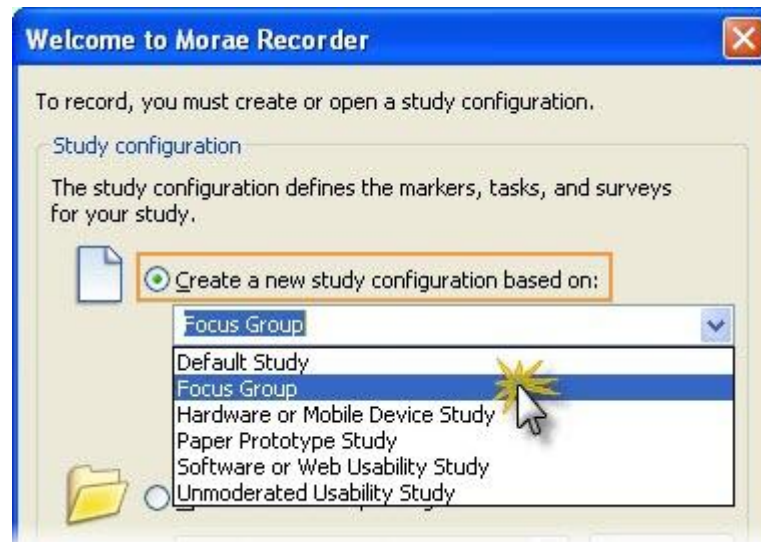 Welcome to Morae Recorder
To record, you must create or open a study configuration.
Study configuration
The study configuration defines the markers, tasks, and surveys
for your study.
Create a new study configuration based on:
Focus Group
Default Study
Focus Group
Hardware or Mobile Device Study
Paper Prototype Study
Software or Web Usability Study
Unmoderated Usability Study